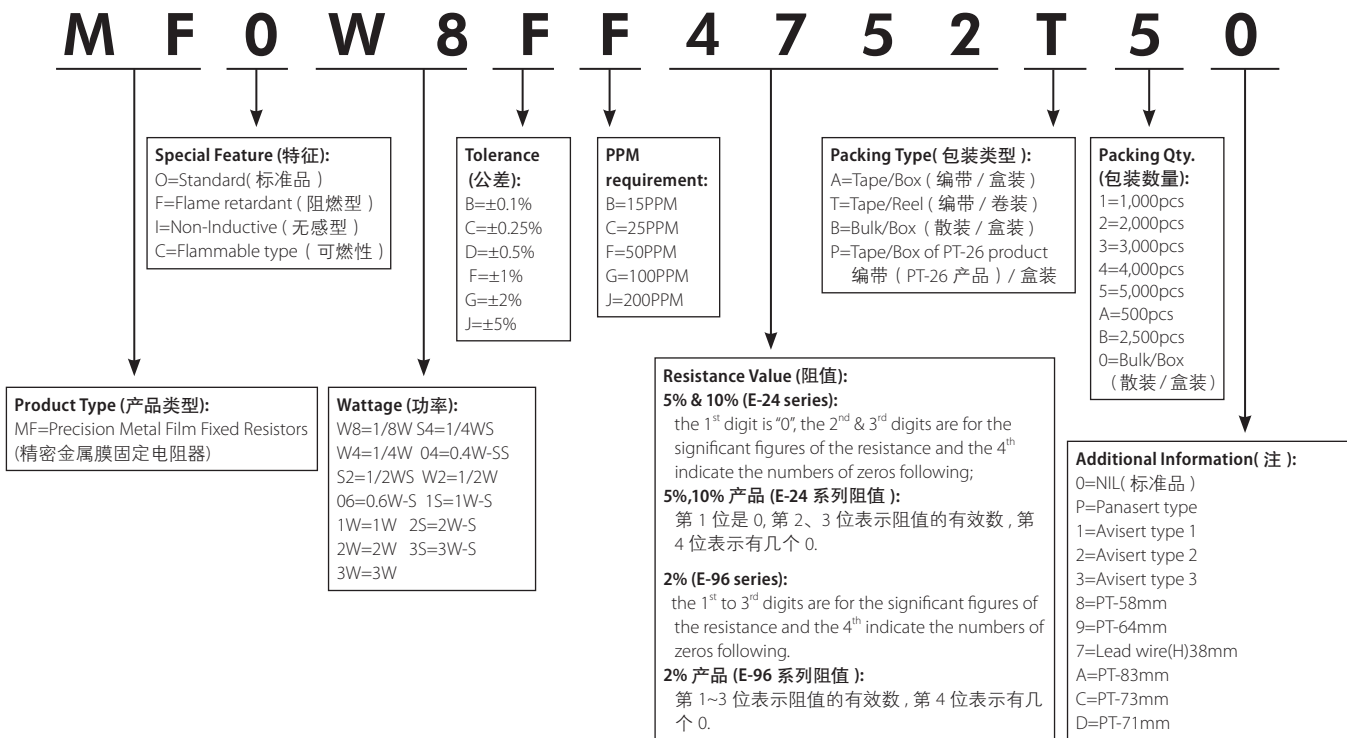 M F 0 W 8 F F 4 7 5 2 T 5 0
Special Feature (特征):
O=Standard( 标准品 )
F=Flame retardant ( 阻燃型 )
I=Non-Inductive ( 无感型 )
C=Flammable type ( 可燃性 )
Tolerance
(公差):
B=±0.1%
C=±0.25%
D=±0.5%
F=±1%
G=±2%
J=±5%
PPM
requirement:
B=15PPM
C=25PPM
F=50PPM
G=100PPM
J=200PPM
Packing Type( 包装类型 ):
A=Tape/Box ( 编带 / 盒装 )
T=Tape/Reel ( 编带 / 卷装 )
B=Bulk/Box ( 散装 / 盒装 )
P=Tape/Box of PT-26 product
编带 ( PT-26 产品 ) / 盒装
Packing Qty.
(包装数量):
1=1,000pcs
2=2,000pcs
3=3,000pcs
4=4,000pcs
5=5,000pcs
A=500pcs
B=2,500pcs
0=Bulk/Box
( 散装 / 盒装 )
Product Type (产品类型):
MF=Precision Metal Film Fixed Resistors
(精密金属膜固定电阻器)
Wattage (功率):
W8=1/8W S4=1/4WS
W4=1/4W 04=0.4W-SS
S2=1/2WS W2=1/2W
06=0.6W-S 1S=1W-S
1W=1W 2S=2W-S
2W=2W 3S=3W-S
3W=3W
Resistance Value (阻值):
5% & 10% (E-24 series):
the 1st digit is "0", the 2nd & 3rd digits are for the
significant figures of the resistance and the 4th
indicate the numbers of zeros following;
5%,10% 产品 (E-24 系列阻值 ):
第 1 位是 0, 第 2、3 位表示阻值的有效数 , 第
4 位表示有几个 0.
2% (E-96 series):
the 1st to 3rd digits are for the significant figures of
the resistance and the 4th indicate the numbers of
zeros following.
2% 产品 (E-96 系列阻值 ):
第 1~3 位表示阻值的有效数 , 第 4 位表示有几
个 0.
Additional Information( 注 ):
0=NIL( 标准品 )
P=Panasert type
1=Avisert type 1
2=Avisert type 2
3=Avisert type 3
8=PT-58mm
9=PT-64mm
7=Lead wire(H)38mm
A=PT-83mm
C=PT-73mm
D=PT-71mm